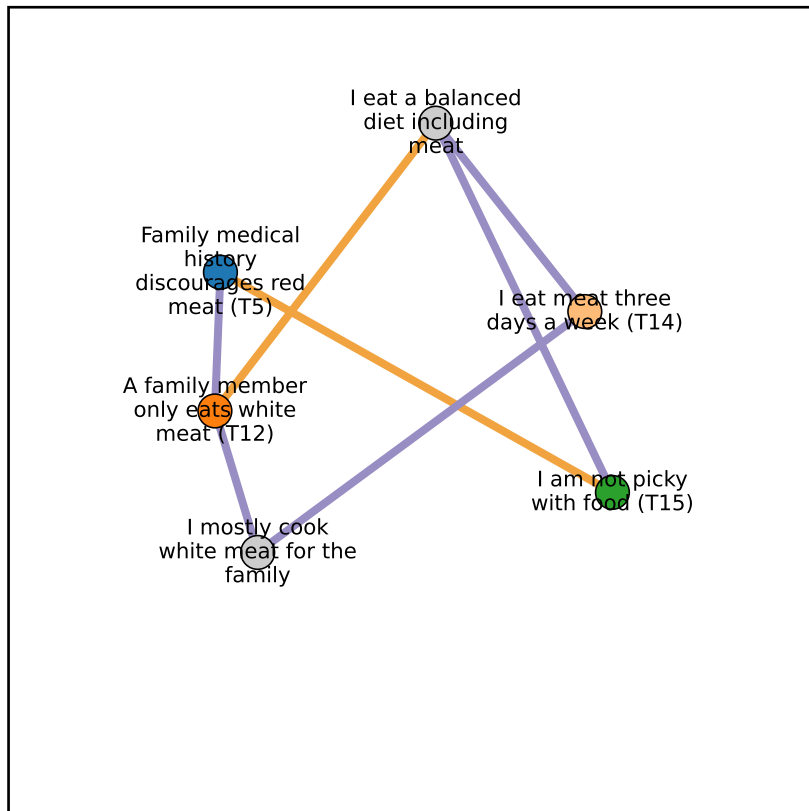 I eat a balanced
diet including
meat
Family medical
history
discourages red
meat (T5)
I eat meat three
days a week (T14)
A family member
only eats white
meat (T12)
I am not picky
with food (T15)
I mostly cook
white meat for the
family